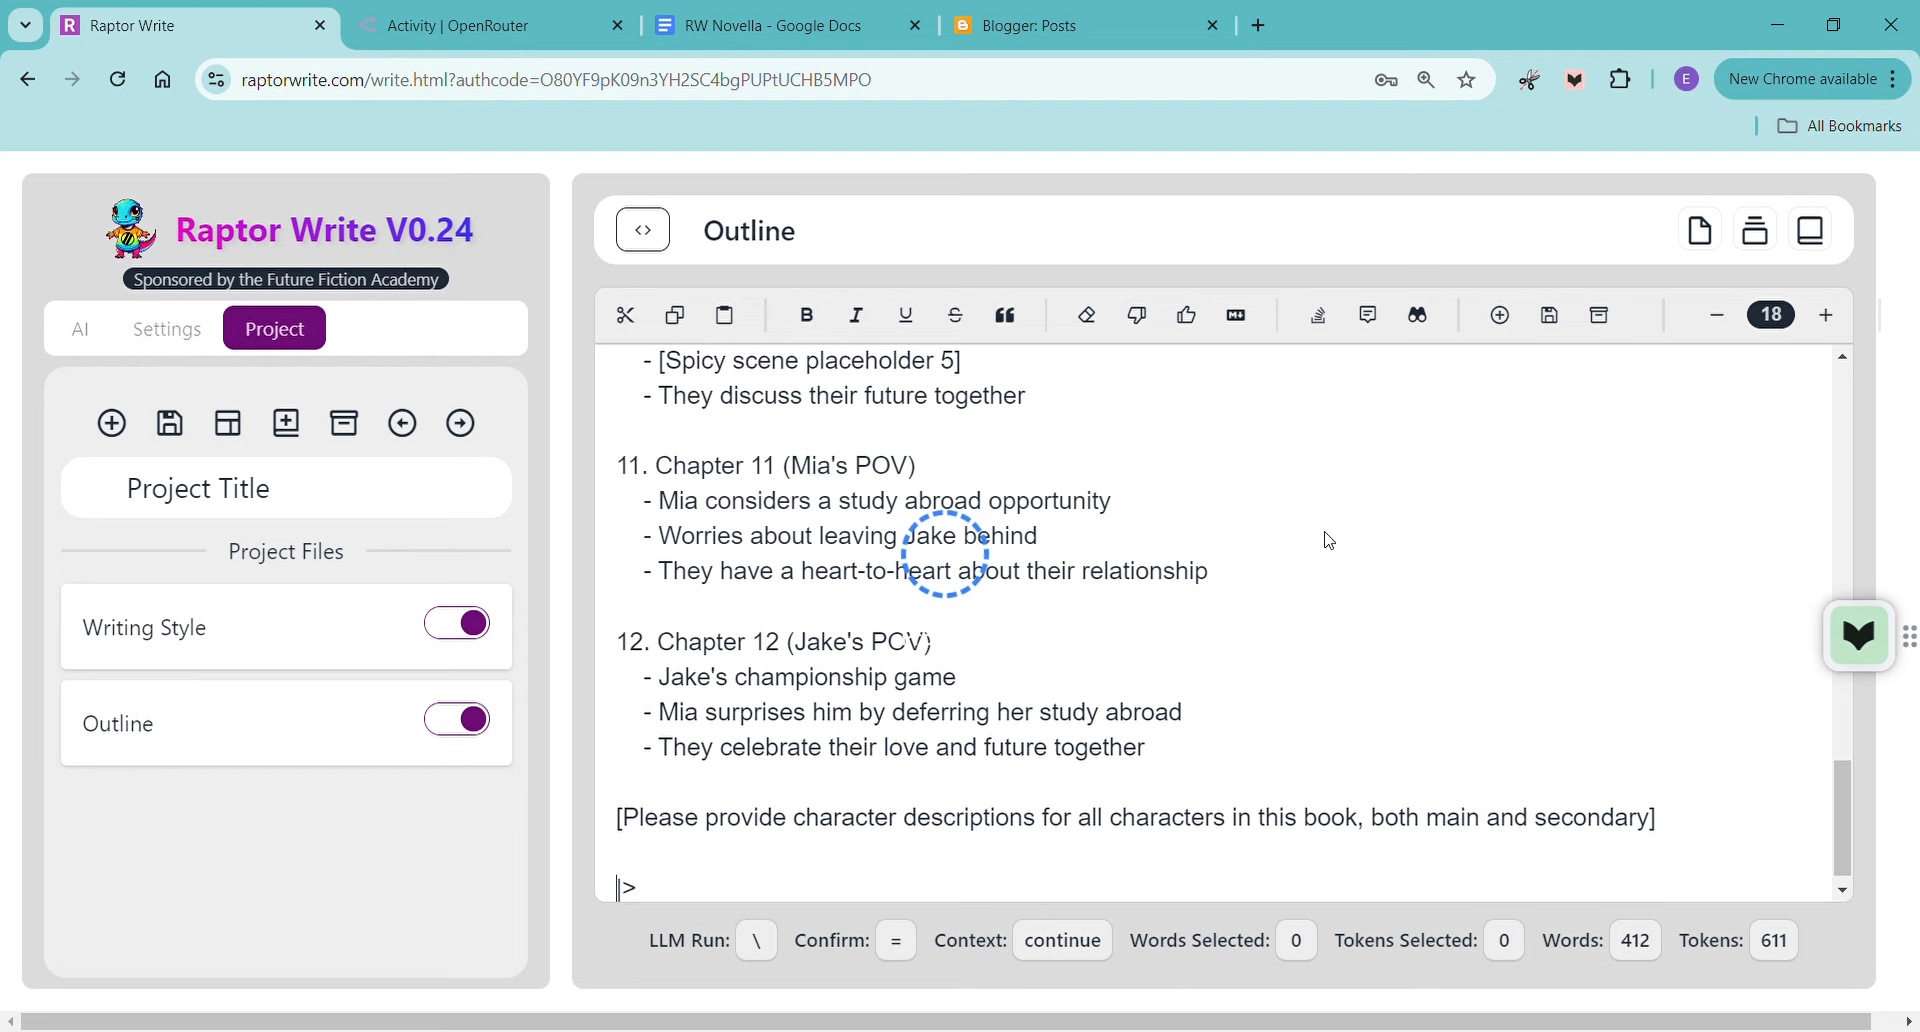 Raptor Write
Activity | OpenRouter
RW Novella - Google Docs
Blogger: Posts
raptorwrite.com/write.html?authcode=O80YF9pK09n3YH2SC4bgPUPtUCHB5MPO
E
New Chrome available
All Bookmarks
Raptor Write V0.24
Sponsored by the Future Fiction Academy
AI
Settings
Project
Project Title
Project Files
Writing Style
Outline
<> Outline
18
- [Spicy scene placeholder 5]
- They discuss their future together
11. Chapter 11 (Mia's POV)
- Mia considers a study abroad opportunity
- Worries about leaving Jake behind
- They have a heart-to-heart about their relationship
12. Chapter 12 (Jake's POV)
- Jake's championship game
- Mia surprises him by deferring her study abroad
- They celebrate their love and future together
[Please provide character descriptions for all characters in this book, both main and secondary]
|>
LLM Run: \ Confirm: = Context: continue Words Selected: 0 Tokens Selected: 0 Words: 412 Tokens: 611